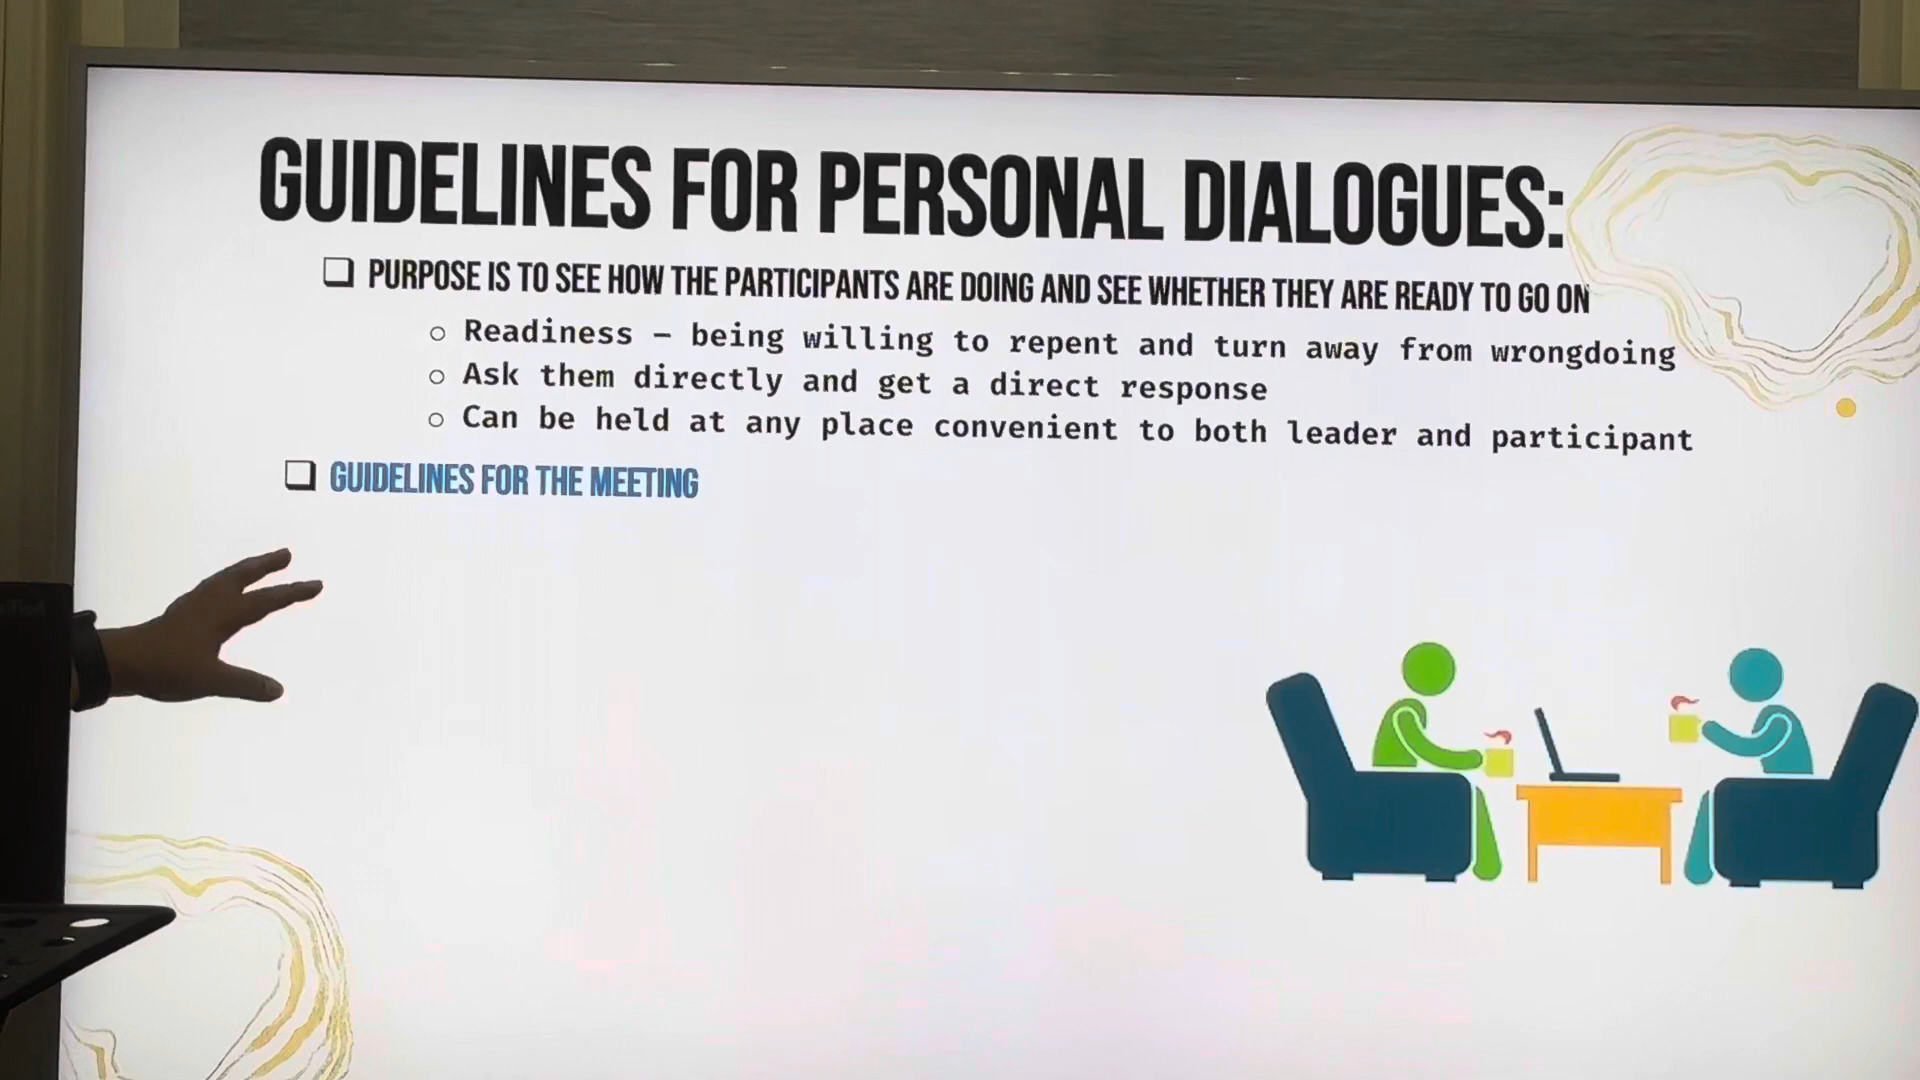 GUIDELINES FOR PERSONAL DIALOGUES:
❑ PURPOSE IS TO SEE HOW THE PARTICIPANTS ARE DOING AND SEE WHETHER THEY ARE READY TO GO ON
○ Readiness – being willing to repent and turn away from wrongdoing
○ Ask them directly and get a direct response
○ Can be held at any place convenient to both leader and participant
❑ GUIDELINES FOR THE MEETING